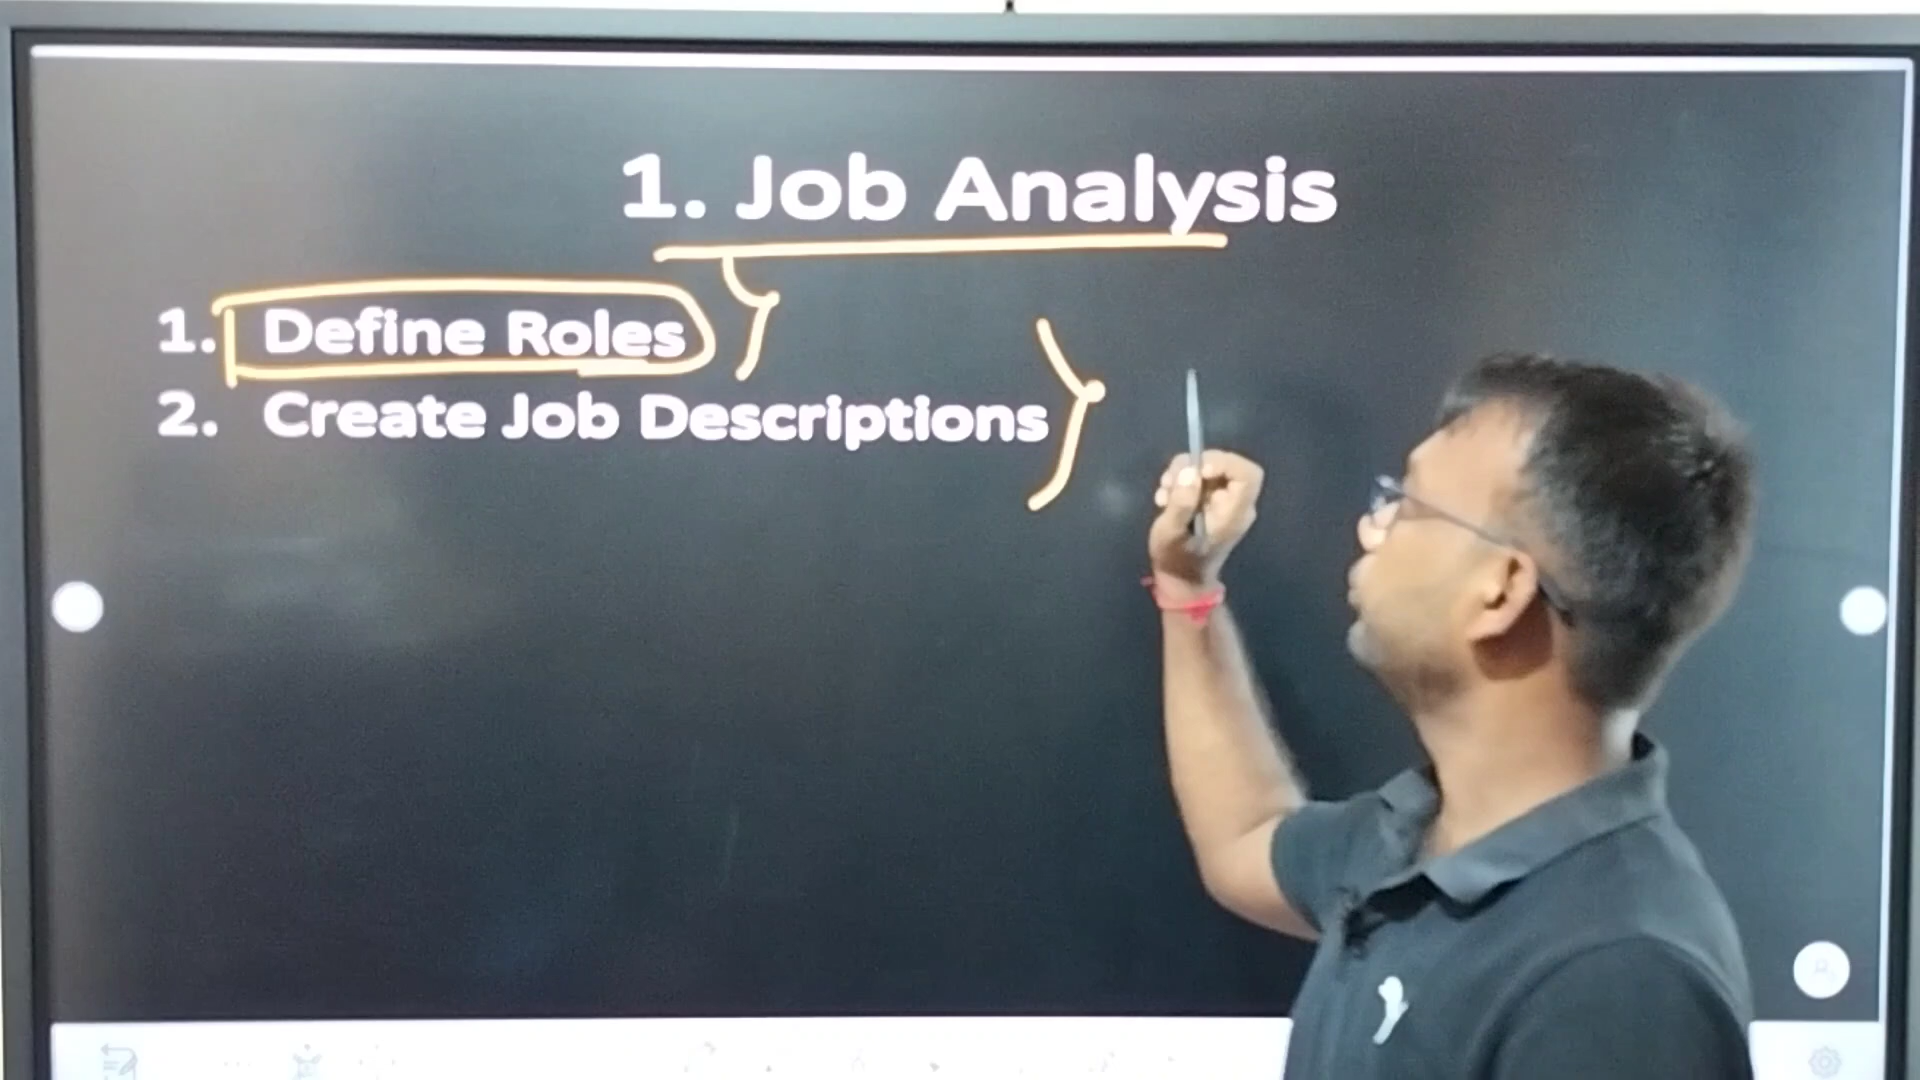 1. Job Analysis
1. Define Roles
2. Create Job Descriptions